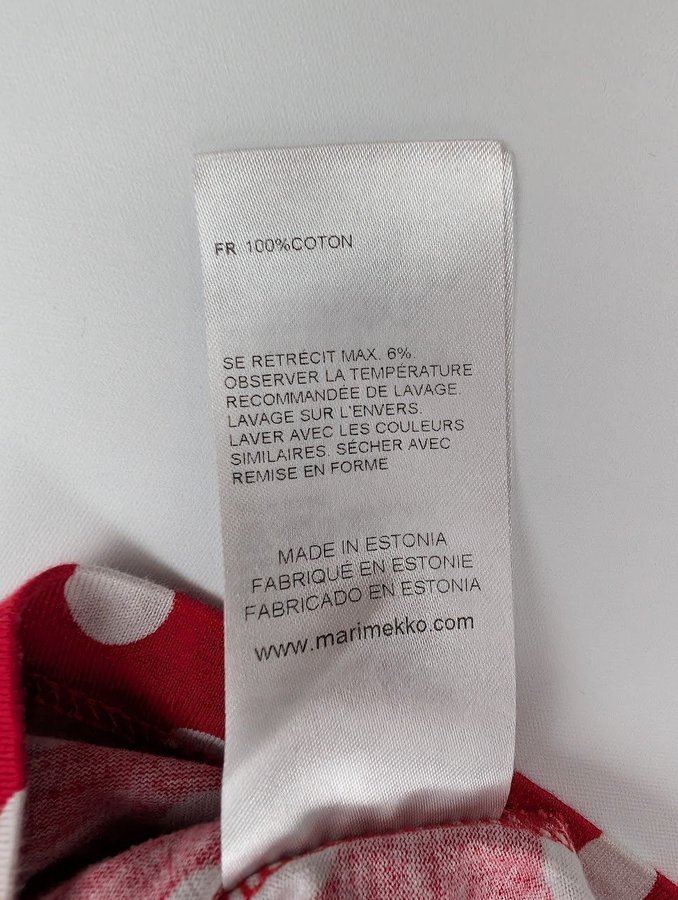 FR 100%COTON
SE RETRÉCIT MAX. 6%.
OBSERVER LA TEMPÉRATURE
RECOMMANDÉE DE LAVAGE.
LAVAGE SUR L'ENVERS.
LAVER AVEC LES COULEURS
SIMILAIRES. SÉCHER AVEC
REMISE EN FORME
MADE IN ESTONIA
FABRIQUÉ EN ESTONIE
FABRICADO EN ESTONIA
www.marimekko.com